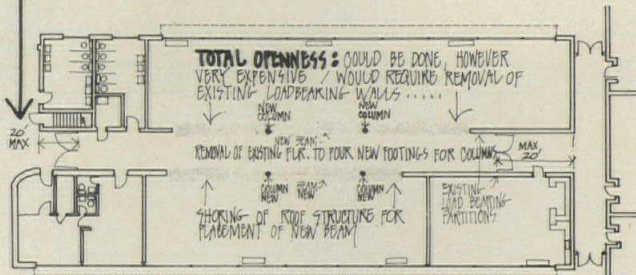 TOTAL OPENNESS: COULD BE DONE, HOWEVER
VERY EXPENSIVE / WOULD REQUIRE REMOVAL OF
EXISTING LOADBEARING WALLS.....
NEW
COLUMN
NEW
COLUMN
20'
MAX
NEW BEAM
REMOVAL OF EXISTING FLR. TO POUR NEW FOOTINGS FOR COLUMNS
MAX
20'
COLUMN
NEW
BEAM
NEW
COLUMN
NEW
EXISTING
LOAD BEARING
PARTITIONS
SHORING OF ROOF STRUCTURE FOR
PLACEMENT OF NEW BEAM